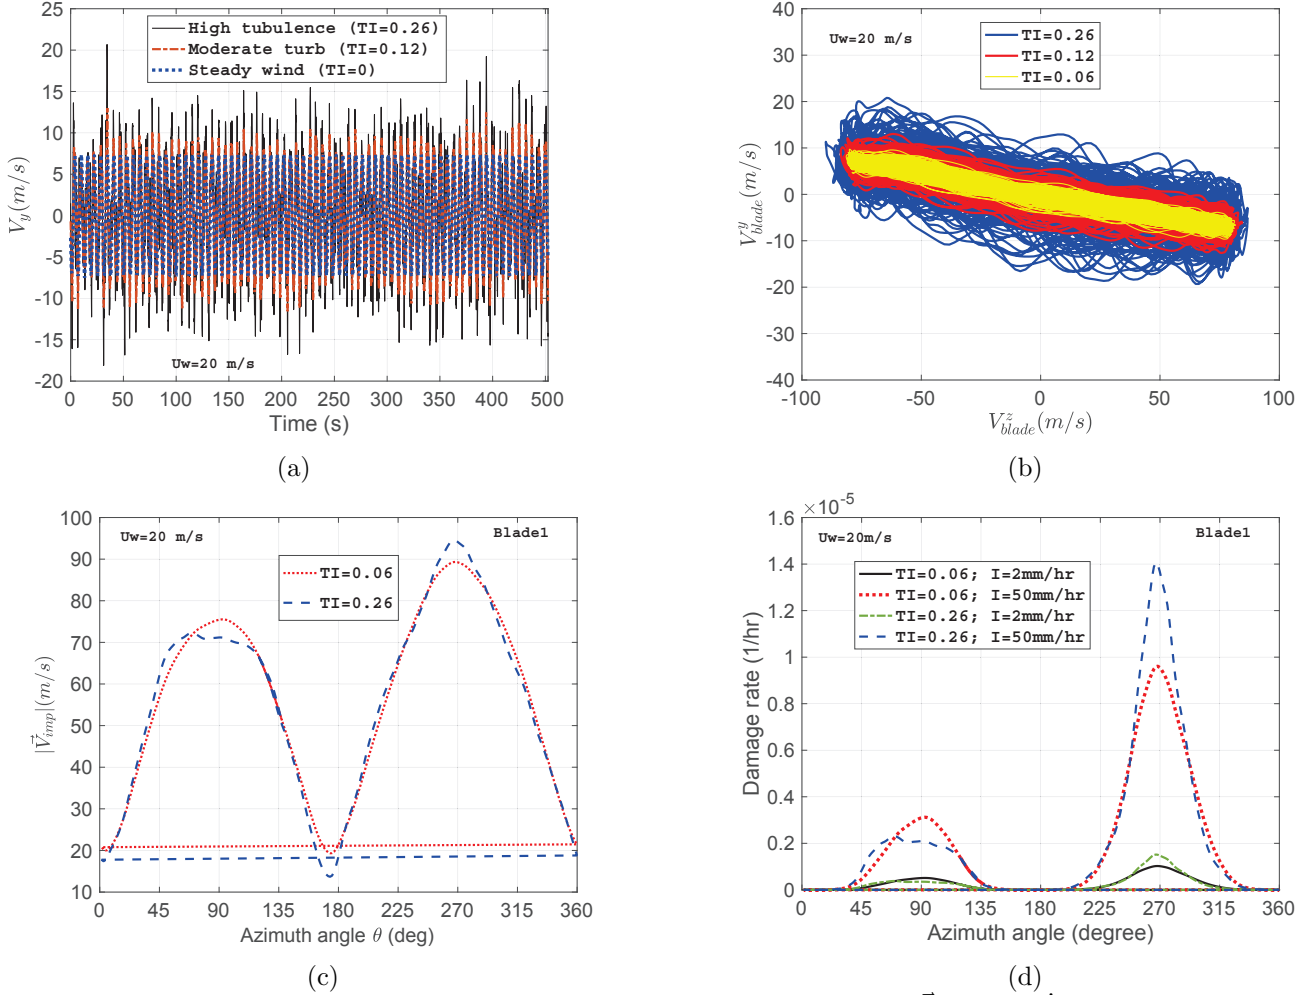 25
20
15
10
5
0
-5
-10
-15
-20
V_y(m/s)
High tubulence (TI=0.26)
Moderate turb (TI=0.12)
Steady wind (TI=0)
Uw=20 m/s
0 50 100 150 200 250 300 350 400 450 500
Time (s)
(a)
40
30
20
10
0
-10
-20
-30
-40
V^y_blade(m/s)
Uw=20 m/s
TI=0.26
TI=0.12
TI=0.06
-100 -50 0 50 100
V^z_blade(m/s)
(b)
100
90
80
70
60
50
40
30
20
10
|V⃗_imp|(m/s)
Uw=20 m/s
Blade1
TI=0.06
TI=0.26
0 45 90 135 180 225 270 315 360
Azimuth angle θ (deg)
(c)
×10^-5
1.6
1.4
1.2
1
0.8
0.6
0.4
0.2
0
Damage rate (1/hr)
Uw=20m/s
Blade1
TI=0.06; I=2mm/hr
TI=0.06; I=50mm/hr
TI=0.26; I=2mm/hr
TI=0.26; I=50mm/hr
0 45 90 135 180 225 270 315 360
Azimuth angle (degree)
(d)